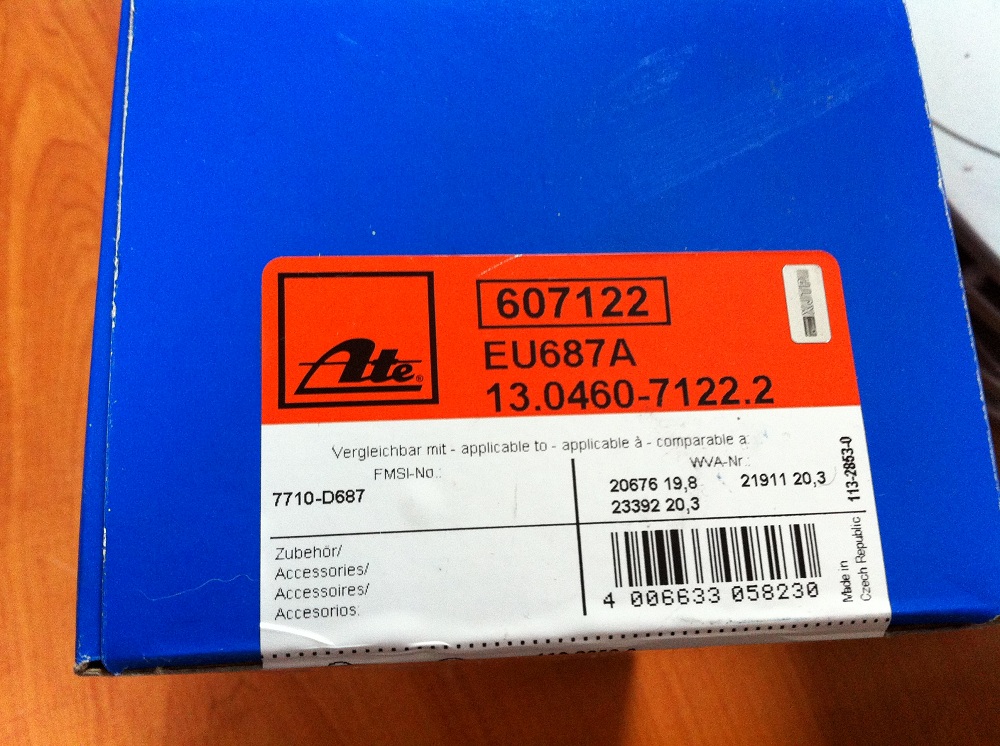 Ate®
607122
EU687A
13.0460-7122.2
Vergleichbar mit - applicable to - applicable à - comparable a:
FMSI-No.:
7710-D687
WVA-Nr.:
20676 19,8 21911 20,3
23392 20,3
113-2853-0
Zubehör/
Accessories/
Accessoires/
Accesorios:
4 006633 058230
Made in
Czech Republic